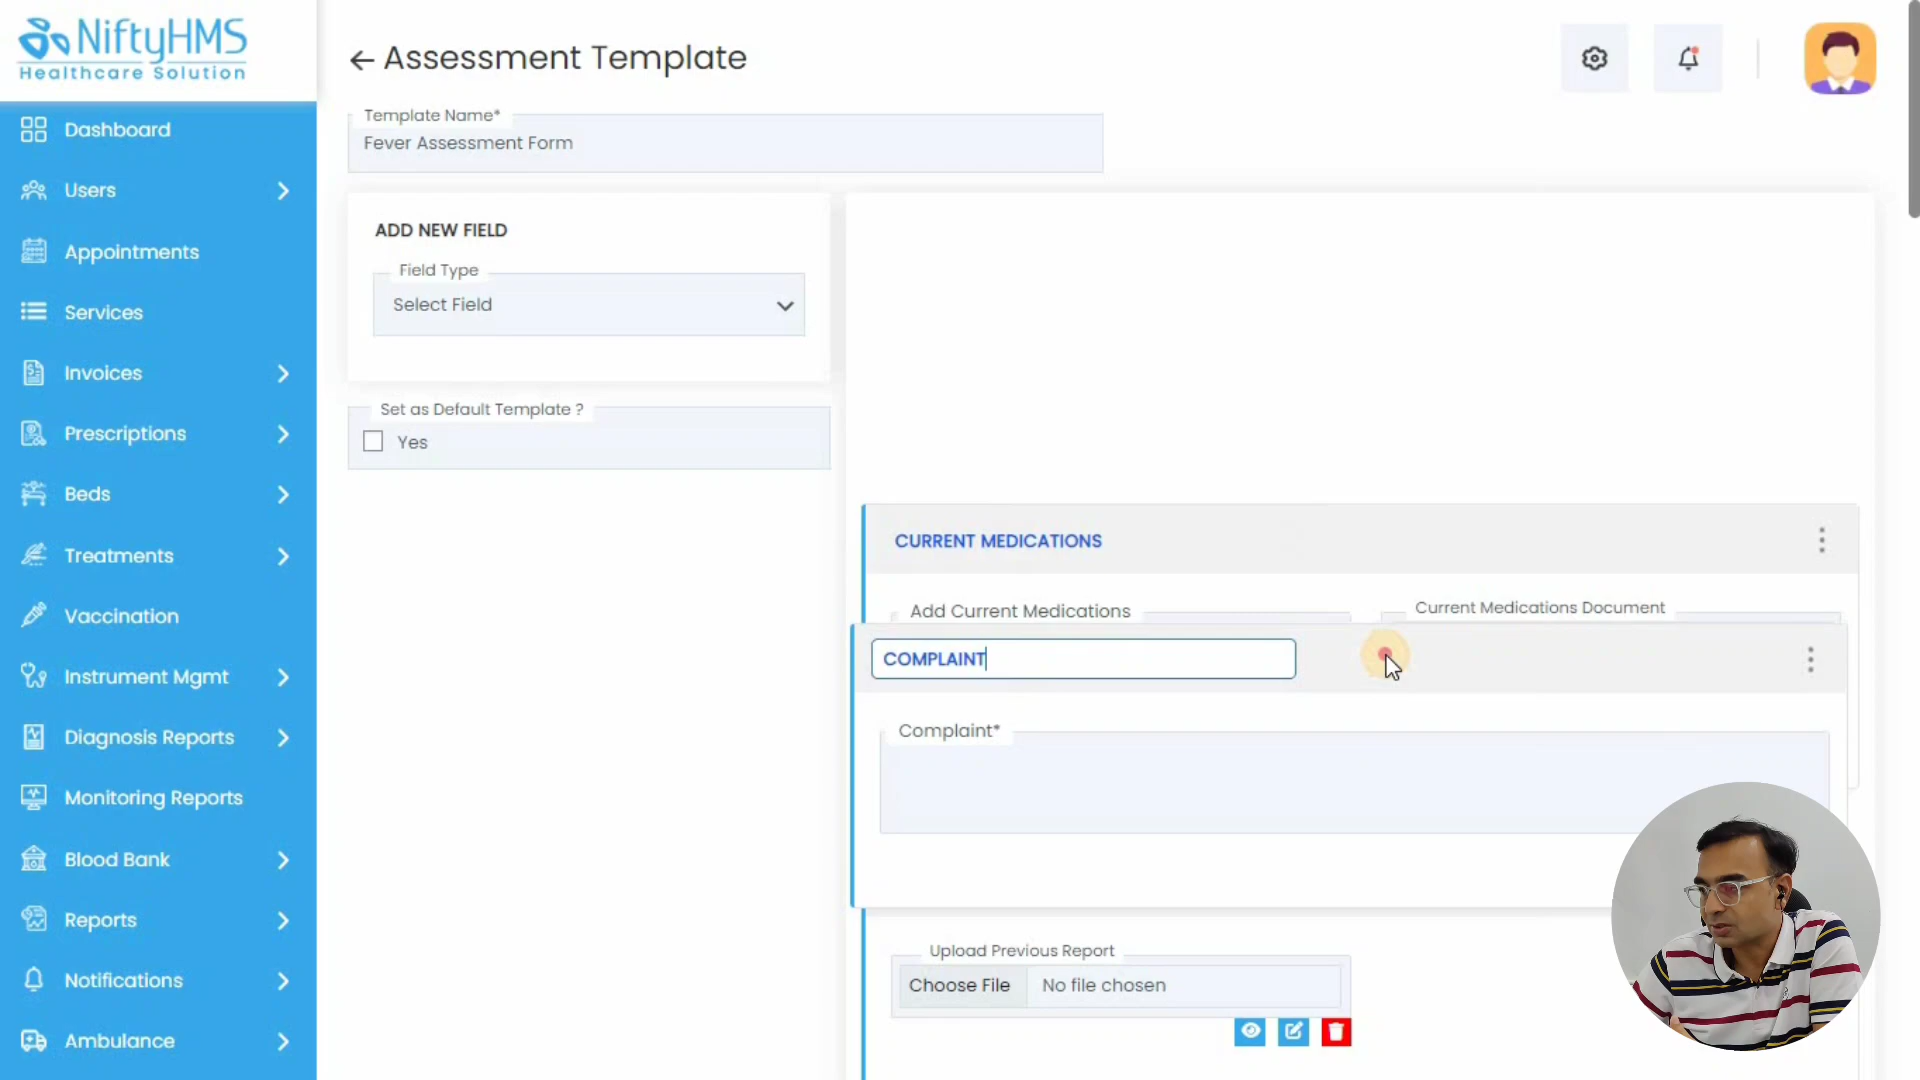 NiftyHMS
Healthcare Solution
Dashboard
Users
Appointments
Services
Invoices
Prescriptions
Beds
Treatments
Vaccination
Instrument Mgmt
Diagnosis Reports
Monitoring Reports
Blood Bank
Reports
Notifications
Ambulance
Assessment Template
Template Name*
Fever Assessment Form
ADD NEW FIELD
Field Type
Select Field
Set as Default Template ?
Yes
CURRENT MEDICATIONS
Add Current Medications
Current Medications Document
COMPLAINT
Complaint*
Upload Previous Report
Choose File No file chosen